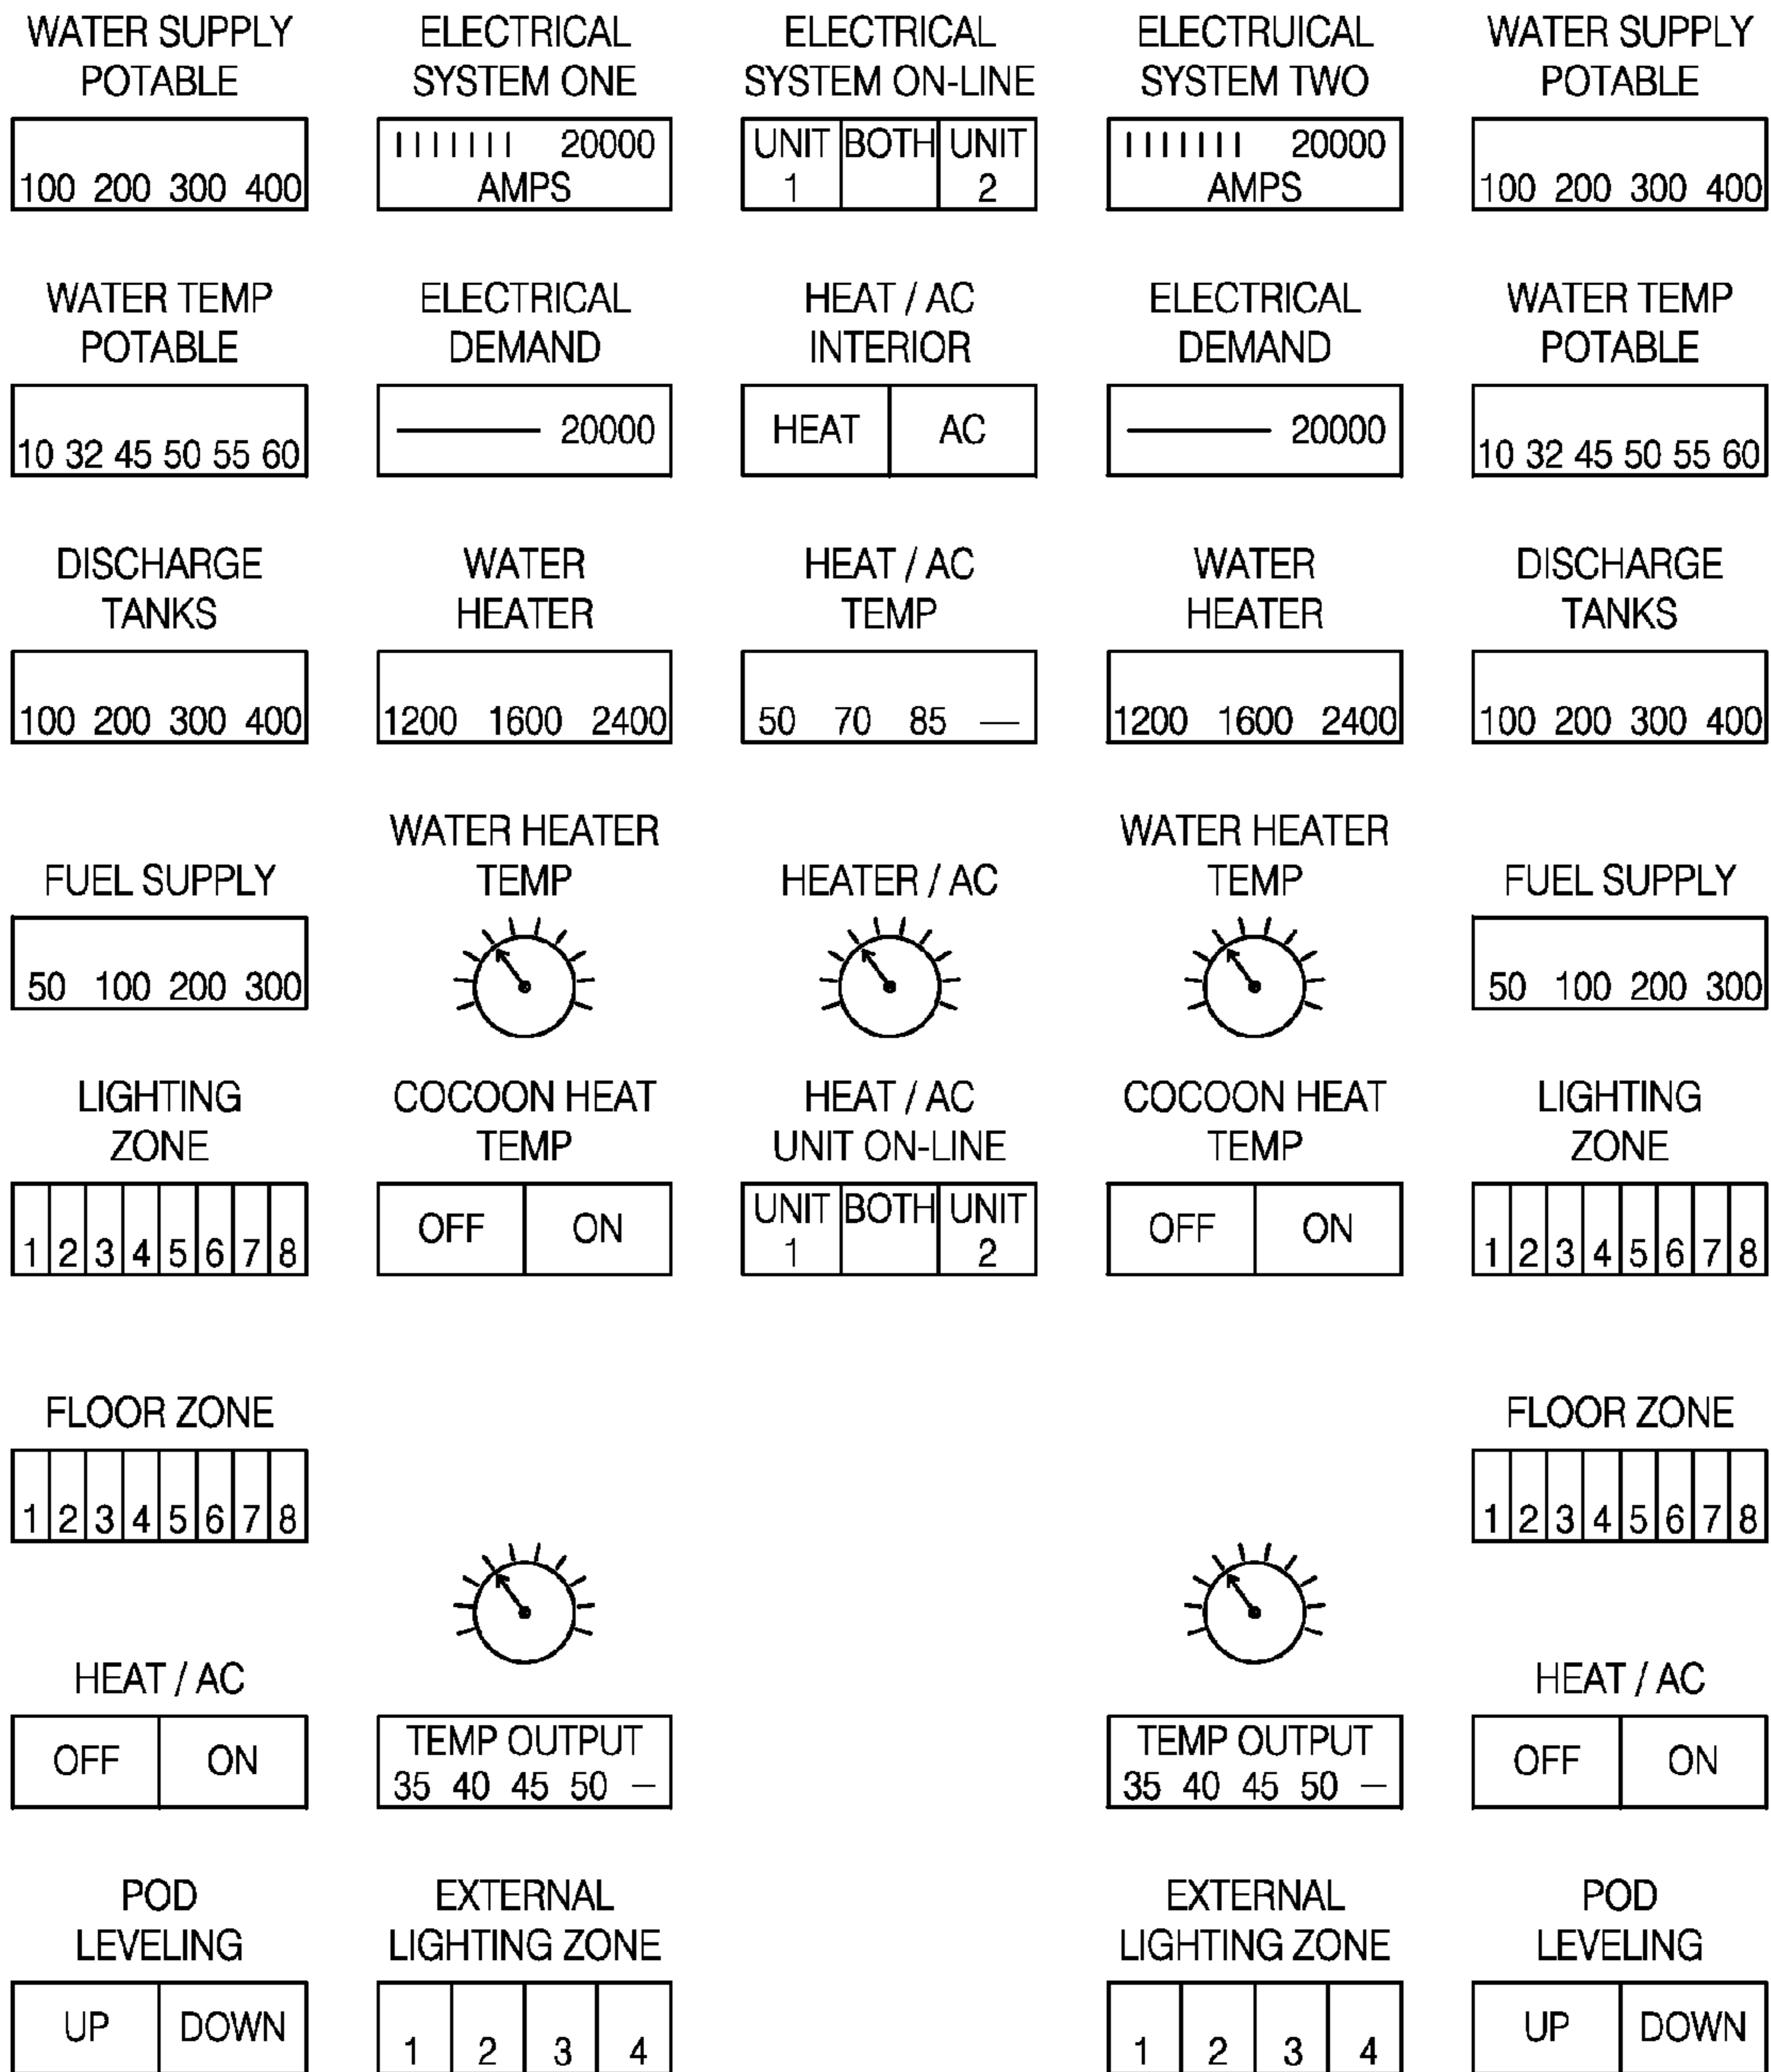 WATER SUPPLY ELECTRICAL ELECTRICAL ELECTRUICAL WATER SUPPLY
POTABLE SYSTEM ONE SYSTEM ON-LINE SYSTEM TWO POTABLE
20000 UNIT BOTH UNIT 20000
100 200 300 400 AMPS 1 2 AMPS 100 200 300 400
WATER TEMP ELECTRICAL HEAT / AC ELECTRICAL WATER TEMP
POTABLE DEMAND INTERIOR DEMAND POTABLE
20000 HEAT AC 20000
10 32 45 50 55 60 10 32 45 50 55 60
DISCHARGE WATER HEAT / AC WATER DISCHARGE
TANKS HEATER TEMP HEATER TANKS
100 200 300 400 1200 1600 2400 50 70 85 — 1200 1600 2400 100 200 300 400
WATER HEATER WATER HEATER
FUEL SUPPLY TEMP HEATER / AC TEMP FUEL SUPPLY
50 100 200 300 50 100 200 300
LIGHTING COCOON HEAT HEAT / AC COCOON HEAT LIGHTING
ZONE TEMP UNIT ON-LINE TEMP ZONE
OFF ON UNIT BOTH UNIT OFF ON
1 2 3 4 5 6 7 8 1 2 1 2 3 4 5 6 7 8
FLOOR ZONE FLOOR ZONE
1 2 3 4 5 6 7 8 1 2 3 4 5 6 7 8
HEAT / AC HEAT / AC
TEMP OUTPUT TEMP OUTPUT
OFF ON OFF ON
35 40 45 50 — 35 40 45 50 —
POD EXTERNAL EXTERNAL POD
LEVELING LIGHTING ZONE LIGHTING ZONE LEVELING
UP DOWN UP DOWN
1 2 3 4 1 2 3 4